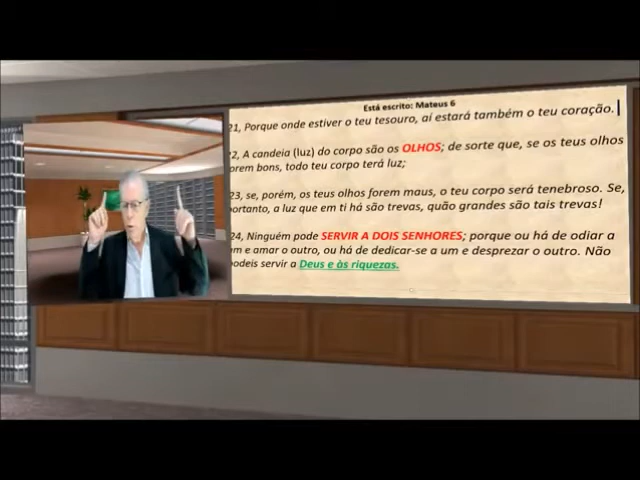 Está escrito: Mateus 6
21, Porque onde estiver o teu tesouro, aí estará também o teu coração.
2, A candeia (luz) do corpo são os OLHOS; de sorte que, se os teus olhos
orem bons, todo teu corpo terá luz;
23, se, porém, os teus olhos forem maus, o teu corpo será tenebroso. Se,
ortanto, a luz que em ti há são trevas, quão grandes são tais trevas!
24, Ninguém pode SERVIR A DOIS SENHORES; porque ou há de odiar a
m e amar o outro, ou há de dedicar-se a um e desprezar o outro. Não
odeis servir a Deus e às riquezas.